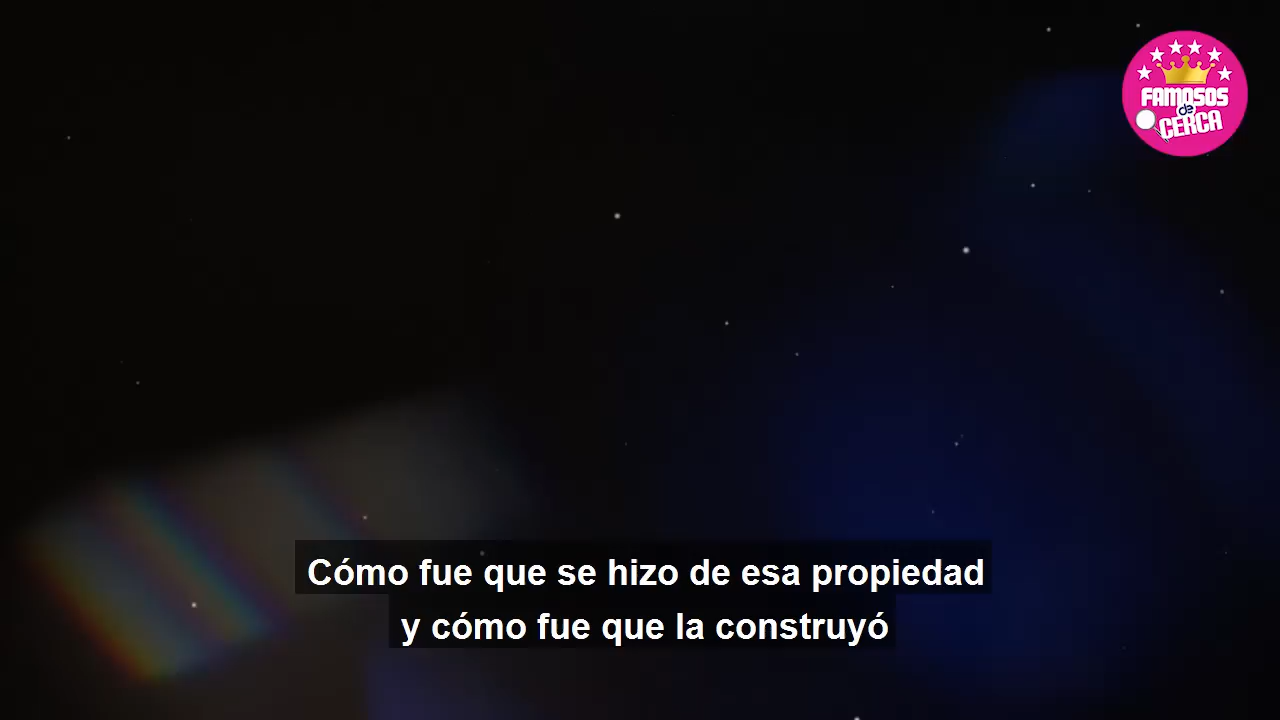 FAMOSOS
de
CERCA
Cómo fue que se hizo de esa propiedad
y cómo fue que la construyó